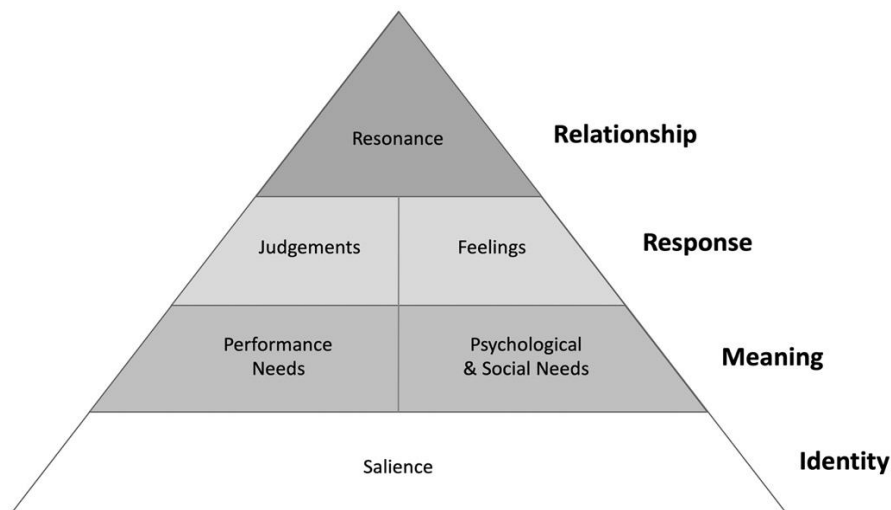 Resonance
Relationship
Judgements
Feelings
Response
Performance
Needs
Psychological
& Social Needs
Meaning
Salience
Identity